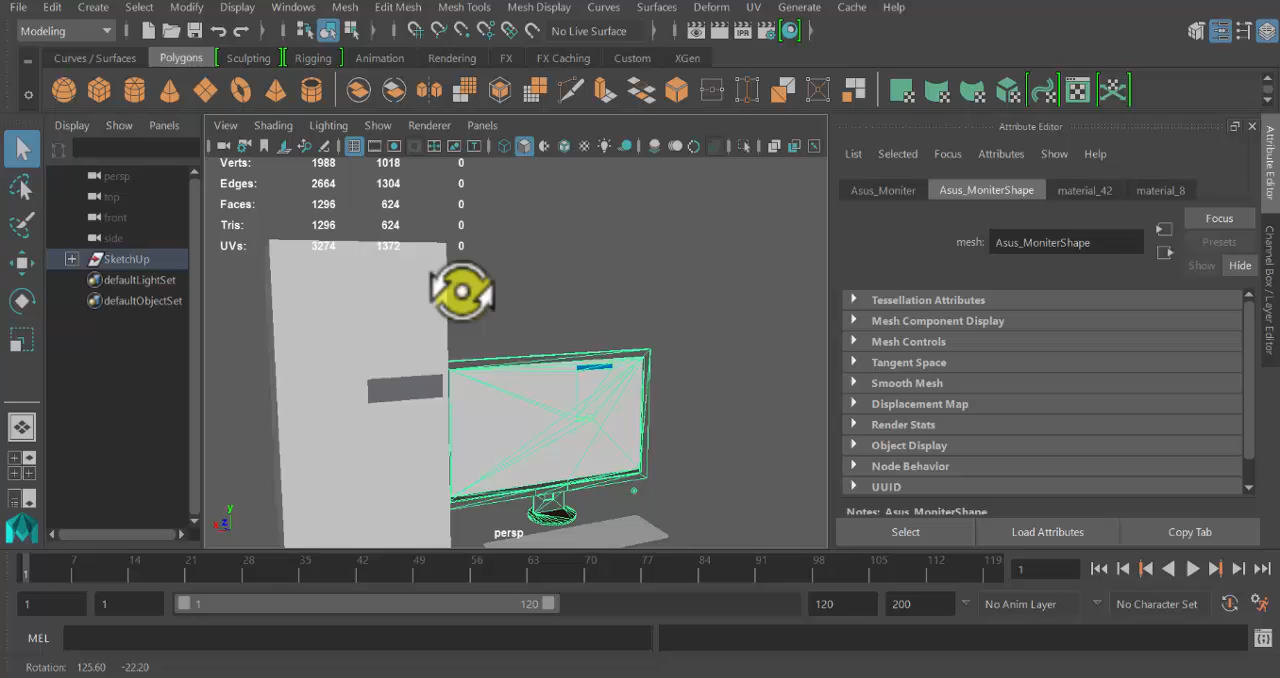 File Edit Create Select Modify Display Windows Mesh Edit Mesh Mesh Tools Mesh Display Curves Surfaces Deform UV Generate Cache Help
Modeling No Live Surface IPR
Curves / Surfaces Polygons Sculpting Rigging Animation Rendering FX FX Caching Custom XGen
Display Show Panels
View Shading Lighting Show Renderer Panels
Attribute Editor
List Selected Focus Attributes Show Help
Asus_Moniter Asus_MoniterShape material_42 material_8
Focus
Presets
Show Hide
mesh: Asus_MoniterShape
persp
top
front
side
SketchUp
defaultLightSet
defaultObjectSet
Verts: 1988 1018 0
Edges: 2664 1304 0
Faces: 1296 624 0
Tris: 1296 624 0
UVs: 3274 1372 0
y
x z
persp
Tessellation Attributes
Mesh Component Display
Mesh Controls
Tangent Space
Smooth Mesh
Displacement Map
Render Stats
Object Display
Node Behavior
UUID
Notes: Asus_MoniterShape
Select Load Attributes Copy Tab
Attribute Editor
Channel Box / Layer Editor
1 7 14 21 28 35 42 49 56 63 70 77 84 91 98 105 112 119 1
1 1 1 120 120 200 No Anim Layer No Character Set
MEL
Rotation: 125.60 -22.20